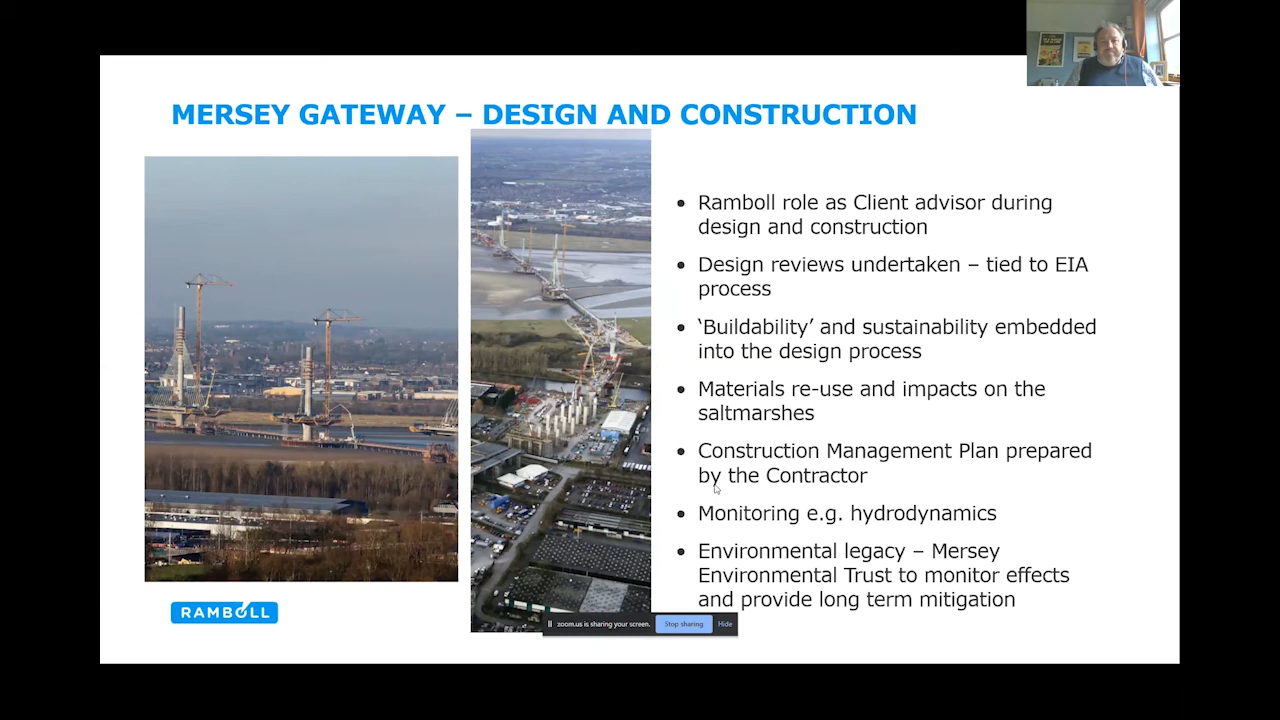 MERSEY GATEWAY – DESIGN AND CONSTRUCTION
• Ramboll role as Client advisor during
design and construction
• Design reviews undertaken – tied to EIA
process
• ‘Buildability’ and sustainability embedded
into the design process
• Materials re-use and impacts on the
saltmarshes
• Construction Management Plan prepared
by the Contractor
• Monitoring e.g. hydrodynamics
• Environmental legacy – Mersey
Environmental Trust to monitor effects
and provide long term mitigation
RAMBOLL
zoom.us is sharing your screen. Stop sharing Hide